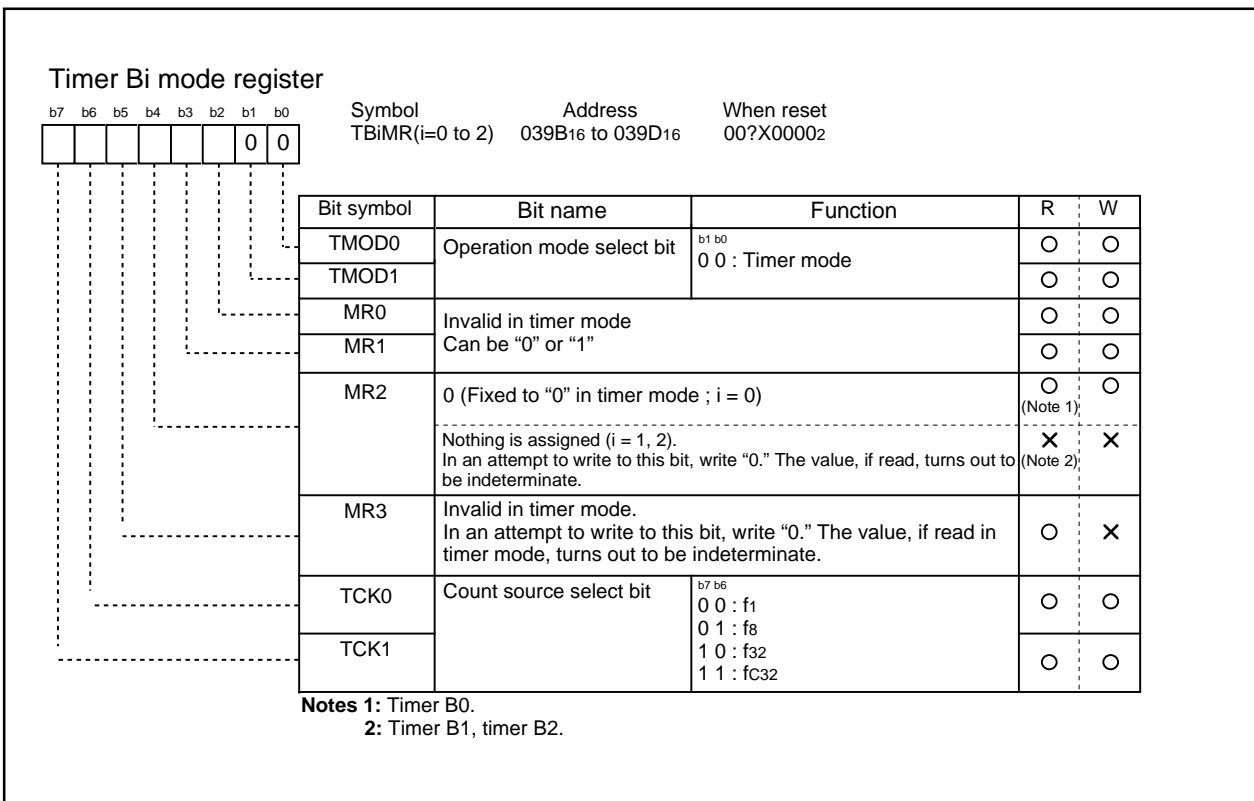 Timer Bi mode register
b7 b6 b5 b4 b3 b2 b1 b0
0 0
Symbol Address When reset
TBiMR(i=0 to 2) 039B16 to 039D16 00?X00002
Bit symbol Bit name Function R W
TMOD0 Operation mode select bit b1 b0
0 0 : Timer mode
TMOD1
MR0 Invalid in timer mode
MR1 Can be “0” or “1”
MR2 0 (Fixed to “0” in timer mode ; i = 0) (Note 1)
Nothing is assigned (i = 1, 2).
In an attempt to write to this bit, write “0.” The value, if read, turns out to (Note 2)
be indeterminate.
MR3 Invalid in timer mode.
In an attempt to write to this bit, write “0.” The value, if read in
timer mode, turns out to be indeterminate.
TCK0 Count source select bit b7 b6
0 0 : f1
0 1 : f8
TCK1 1 0 : f32
1 1 : fC32
Notes 1: Timer B0.
2: Timer B1, timer B2.